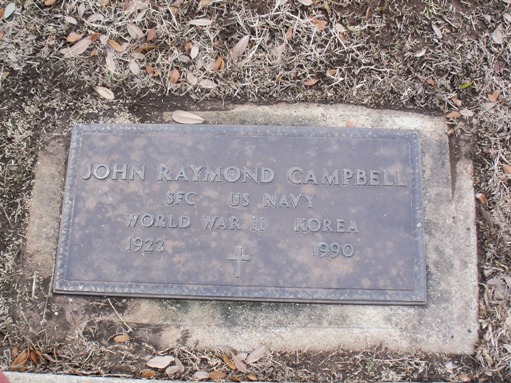 JOHN RAYMOND CAMPBELL
SFC US NAVY
WORLD WAR II KOREA
1923 1990